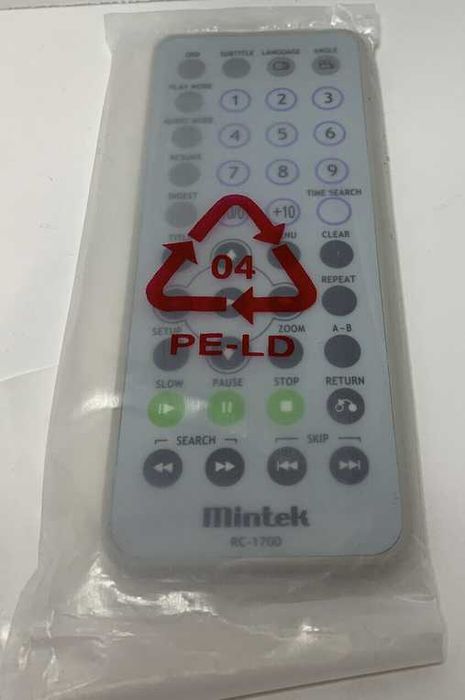 OSD SUBTITLE LANGUAGE ANGLE
PLAY MODE
1 2 3
AUDIO MODE
4 5 6
RESUME
7 8 9
DIGEST TIME SEARCH
+10
CLEAR
04
REPEAT
SETUP ZOOM A-B
PE-LD
SLOW PAUSE STOP RETURN
SEARCH SKIP
Mintek
RC-1700